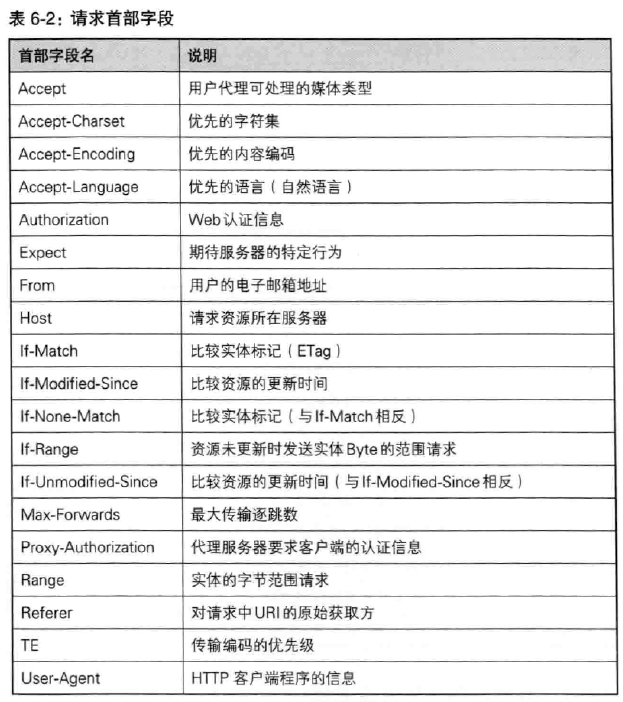 表 6-2：请求首部字段
首部字段名 说明
Accept 用户代理可处理的媒体类型
Accept-Charset 优先的字符集
Accept-Encoding 优先的内容编码
Accept-Language 优先的语言（自然语言）
Authorization Web认证信息
Expect 期待服务器的特定行为
From 用户的电子邮箱地址
Host 请求资源所在服务器
If-Match 比较实体标记（ETag）
If-Modified-Since 比较资源的更新时间
If-None-Match 比较实体标记（与If-Match相反）
If-Range 资源未更新时发送实体Byte的范围请求
If-Unmodified-Since 比较资源的更新时间（与If-Modified-Since相反）
Max-Forwards 最大传输逐跳数
Proxy-Authorization 代理服务器要求客户端的认证信息
Range 实体的字节范围请求
Referer 对请求中URI的原始获取方
TE 传输编码的优先级
User-Agent HTTP 客户端程序的信息